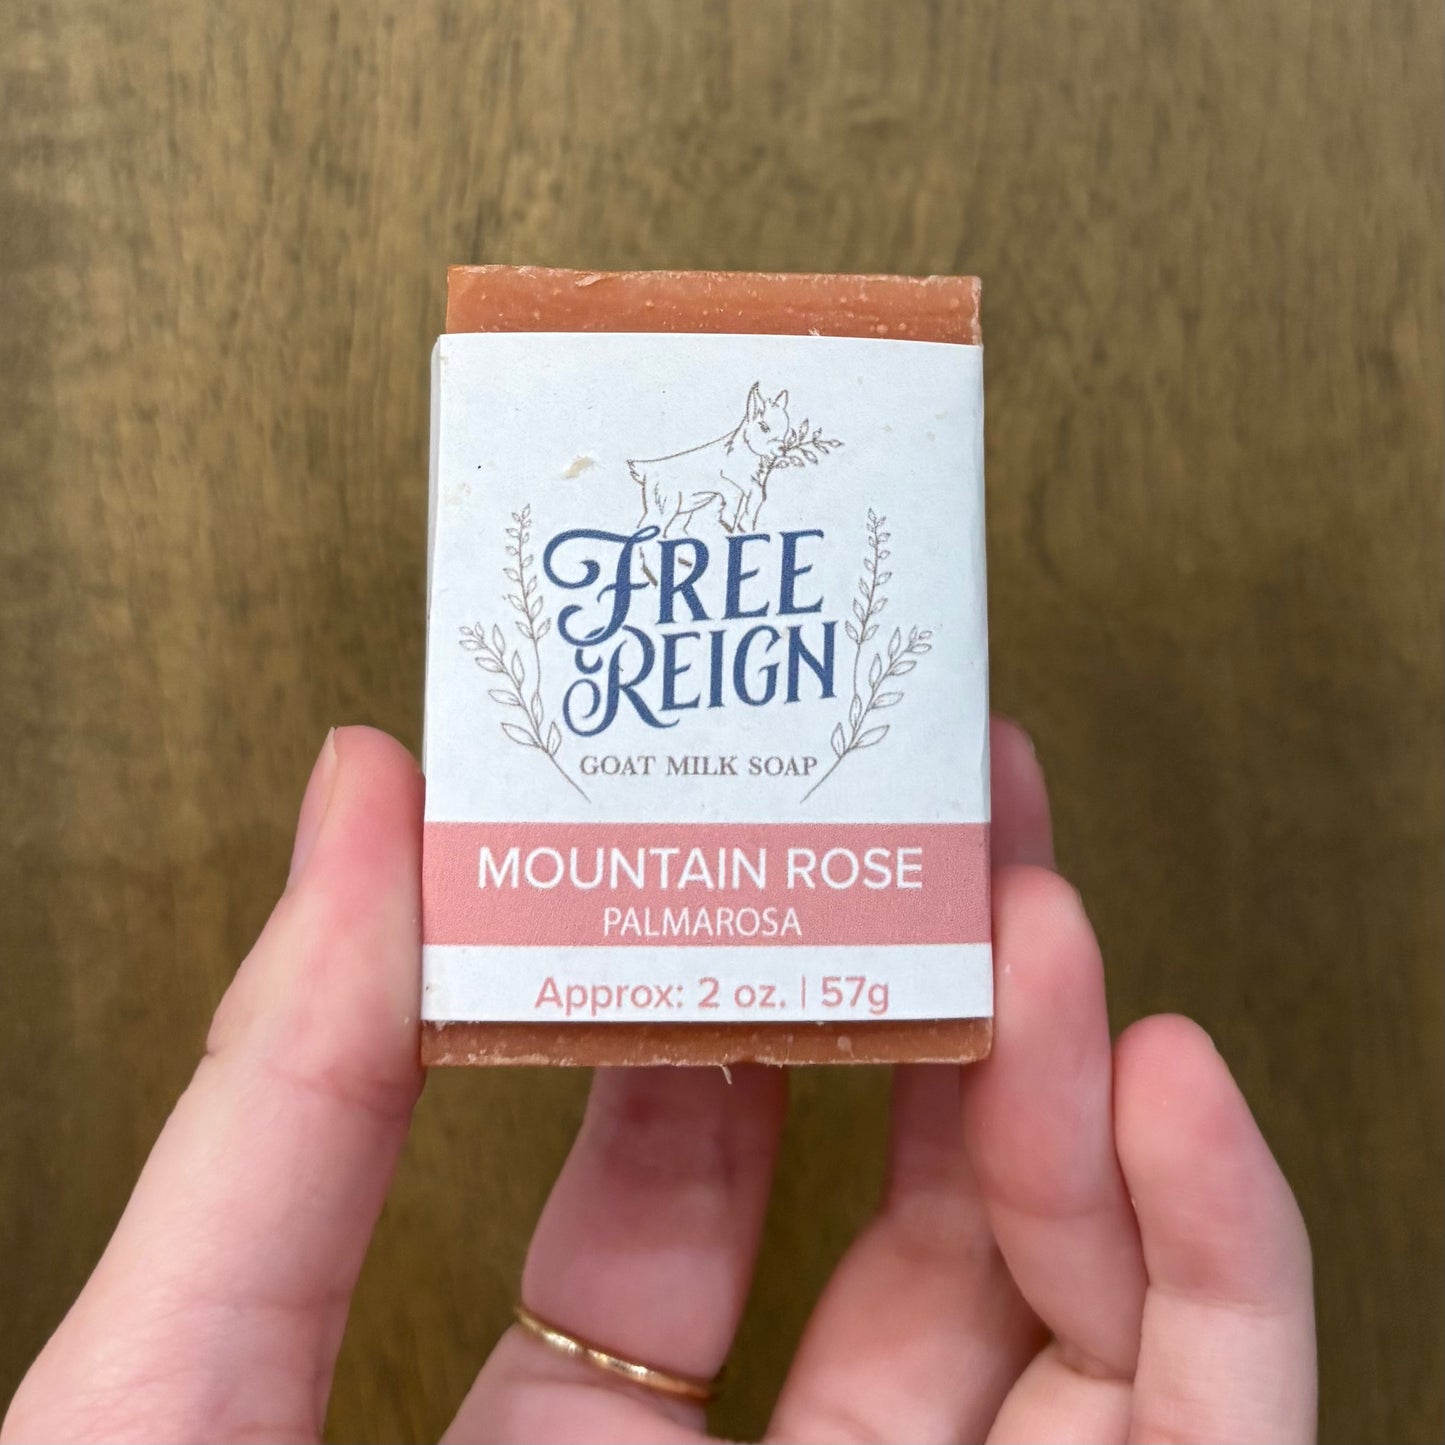 FREE
REIGN
GOAT MILK SOAP
MOUNTAIN ROSE
PALMAROSA
Approx: 2 oz. | 57g